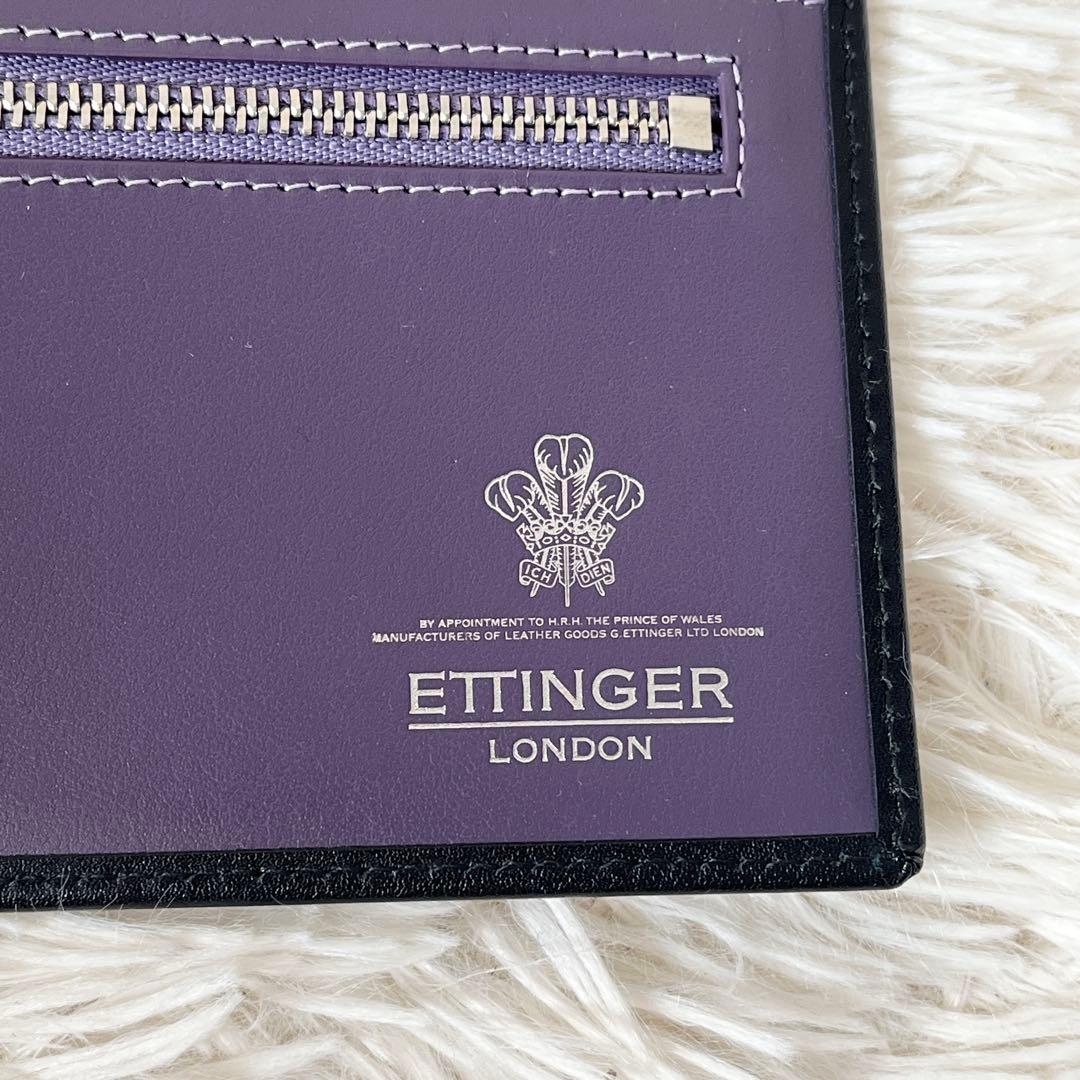 ICH DIEN
BY APPOINTMENT TO H.R.H. THE PRINCE OF WALES
MANUFACTURERS OF LEATHER GOODS G.ETTINGER LTD LONDON
ETTINGER
LONDON